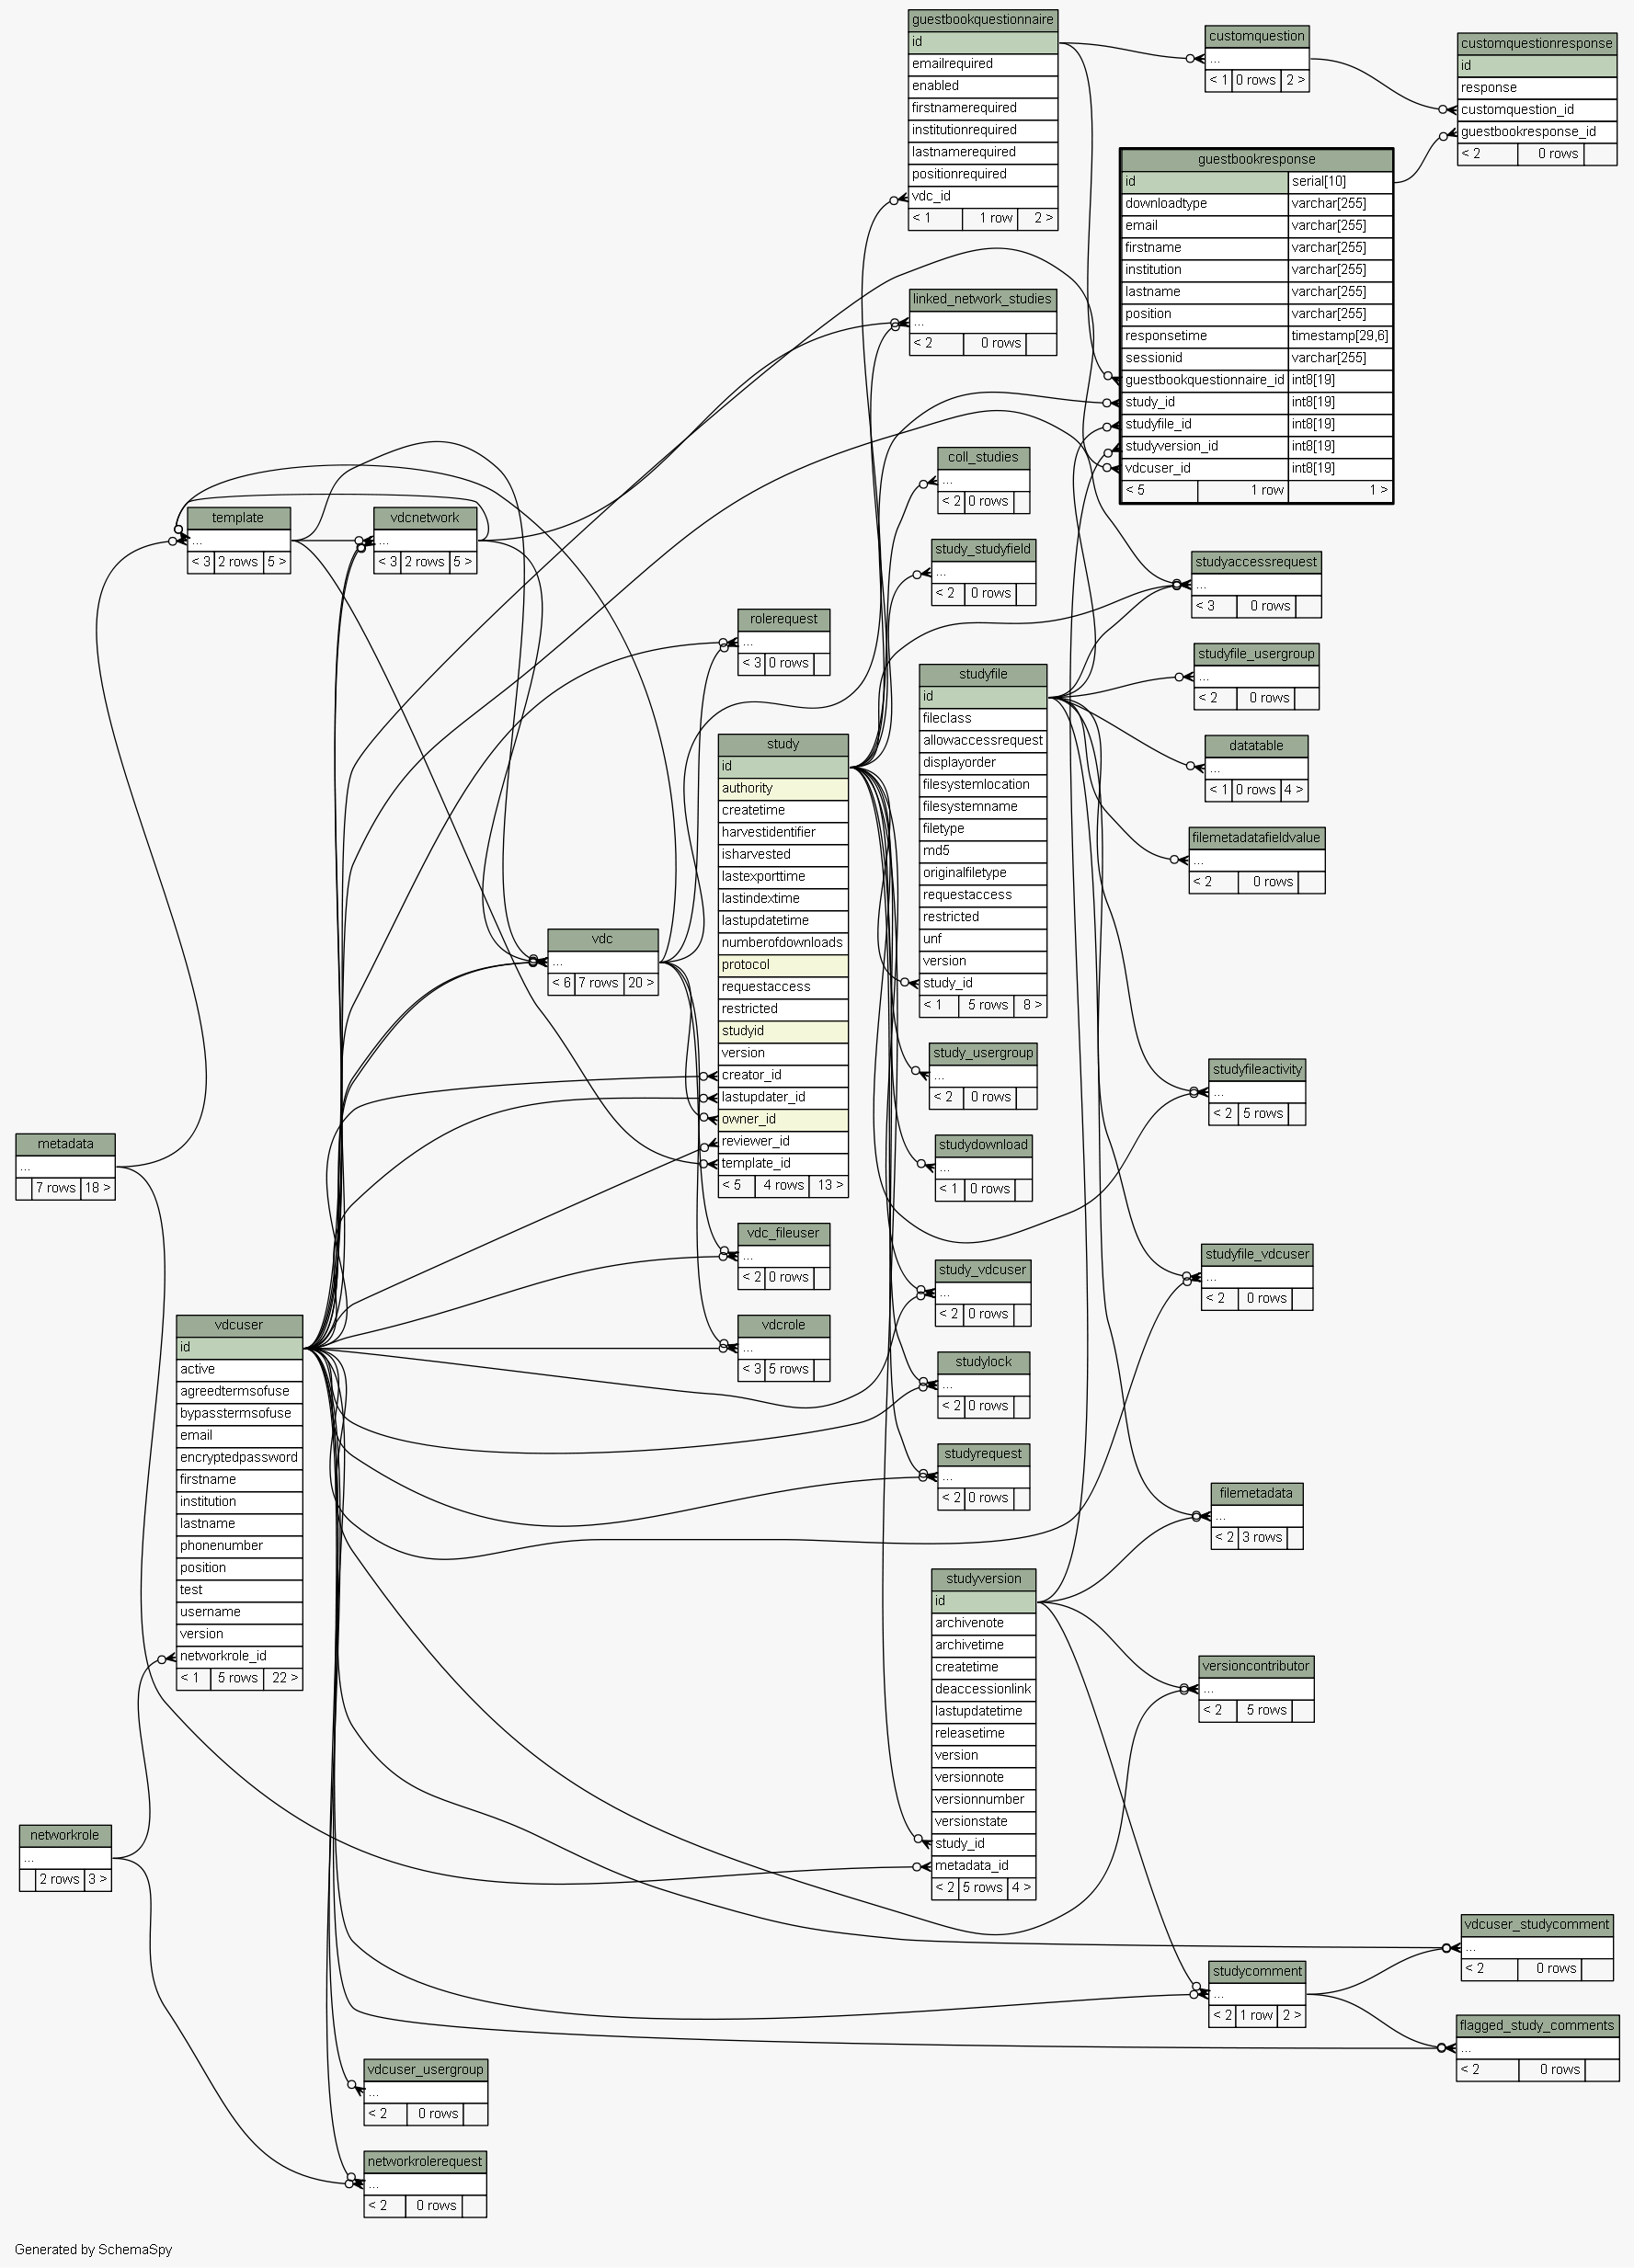 guestbookquestionnaire
id
emailrequired
enabled
firstnamerequired
institutionrequired
lastnamerequired
positionrequired
vdc_id
< 1 1 row 2 >
customquestion
...
< 1 0 rows 2 >
customquestionresponse
id
response
customquestion_id
guestbookresponse_id
< 2 0 rows
guestbookresponse
id serial[10]
downloadtype varchar[255]
email varchar[255]
firstname varchar[255]
institution varchar[255]
lastname varchar[255]
position varchar[255]
responsetime timestamp[29,6]
sessionid varchar[255]
guestbookquestionnaire_id int8[19]
study_id int8[19]
studyfile_id int8[19]
studyversion_id int8[19]
vdcuser_id int8[19]
< 5 1 row 1 >
linked_network_studies
...
< 2 0 rows
coll_studies
...
< 2 0 rows
template
...
< 3 2 rows 5 >
vdcnetwork
...
< 3 2 rows 5 >
study_studyfield
...
< 2 0 rows
studyaccessrequest
...
< 3 0 rows
rolerequest
...
< 3 0 rows
studyfile_usergroup
...
< 2 0 rows
studyfile
id
fileclass
allowaccessrequest
displayorder
filesystemlocation
filesystemname
filetype
md5
originalfiletype
requestaccess
restricted
unf
version
study_id
< 1 5 rows 8 >
datatable
...
< 1 0 rows 4 >
filemetadatafieldvalue
...
< 2 0 rows
study
id
authority
createtime
harvestidentifier
isharvested
lastexporttime
lastindextime
lastupdatetime
numberofdownloads
protocol
requestaccess
restricted
studyid
version
creator_id
lastupdater_id
owner_id
reviewer_id
template_id
< 5 4 rows 13 >
vdc
...
< 6 7 rows 20 >
study_usergroup
...
< 2 0 rows
studyfileactivity
...
< 2 5 rows
metadata
...
7 rows 18 >
studydownload
...
< 1 0 rows
vdc_fileuser
...
< 2 0 rows
studyfile_vdcuser
...
< 2 0 rows
study_vdcuser
...
< 2 0 rows
vdcuser
id
active
agreedtermsofuse
bypasstermsofuse
email
encryptedpassword
firstname
institution
lastname
phonenumber
position
test
username
version
networkrole_id
< 1 5 rows 22 >
vdcrole
...
< 3 5 rows
studylock
...
< 2 0 rows
studyrequest
...
< 2 0 rows
filemetadata
...
< 2 3 rows
studyversion
id
archivenote
archivetime
createtime
deaccessionlink
lastupdatetime
releasetime
version
versionnote
versionnumber
versionstate
study_id
metadata_id
< 2 5 rows 4 >
versioncontributor
...
< 2 5 rows
networkrole
...
2 rows 3 >
vdcuser_studycomment
...
< 2 0 rows
studycomment
...
< 2 1 row 2 >
flagged_study_comments
...
< 2 0 rows
vdcuser_usergroup
...
< 2 0 rows
networkrolerequest
...
< 2 0 rows
Generated by SchemaSpy